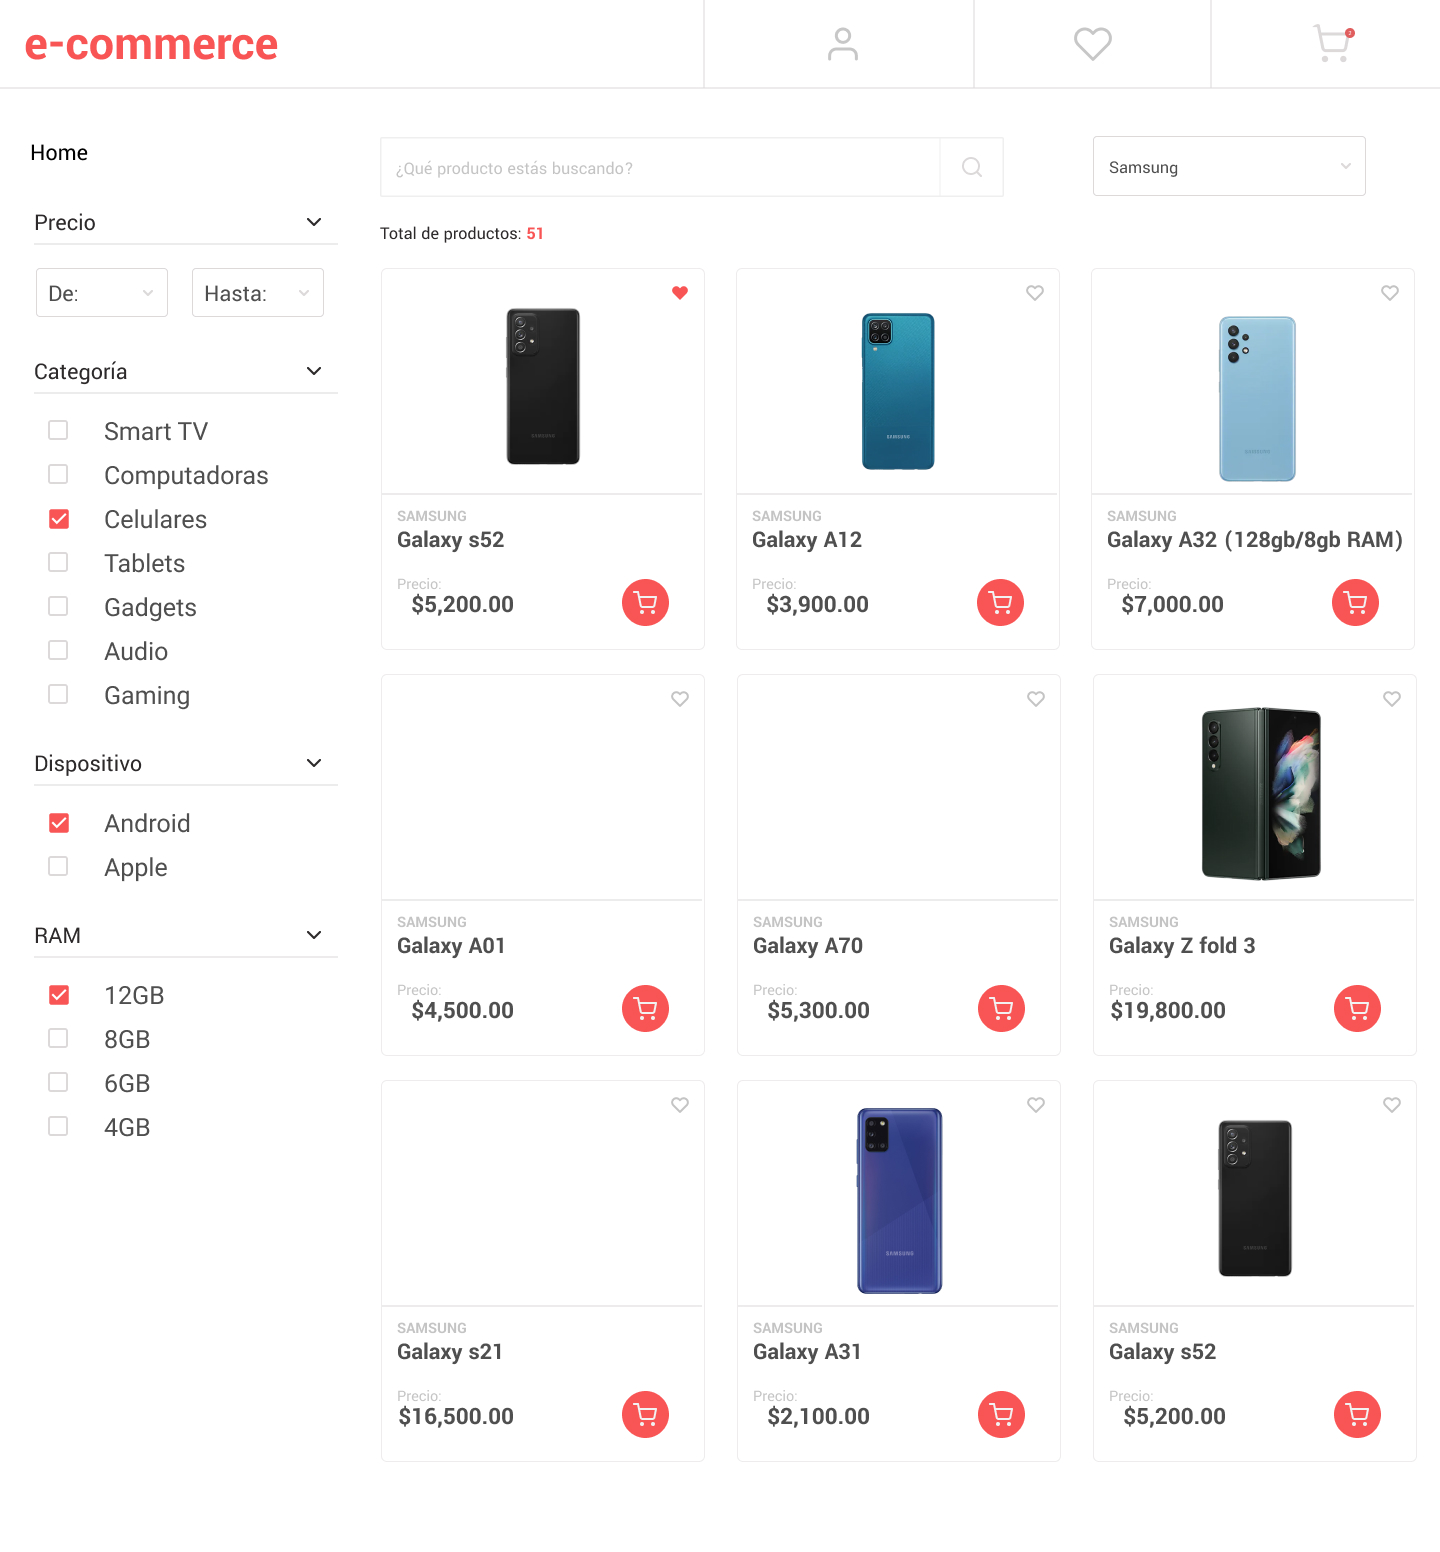 e-commerce
Home
¿Qué producto estás buscando?
Samsung
Total de productos: 51
Precio
De:
Hasta:
Categoría
Smart TV
Computadoras
Celulares
Tablets
Gadgets
Audio
Gaming
Dispositivo
Android
Apple
RAM
12GB
8GB
6GB
4GB
SAMSUNG
SAMSUNG
Galaxy s52
Precio:
$5,200.00
SAMSUNG
SAMSUNG
Galaxy A12
Precio:
$3,900.00
SAMSUNG
SAMSUNG
Galaxy A32 (128gb/8gb RAM)
Precio:
$7,000.00
SAMSUNG
Galaxy A01
Precio:
$4,500.00
SAMSUNG
Galaxy A70
Precio:
$5,300.00
SAMSUNG
Galaxy Z fold 3
Precio:
$19,800.00
SAMSUNG
Galaxy s21
Precio:
$16,500.00
SAMSUNG
SAMSUNG
Galaxy A31
Precio:
$2,100.00
SAMSUNG
SAMSUNG
Galaxy s52
Precio:
$5,200.00